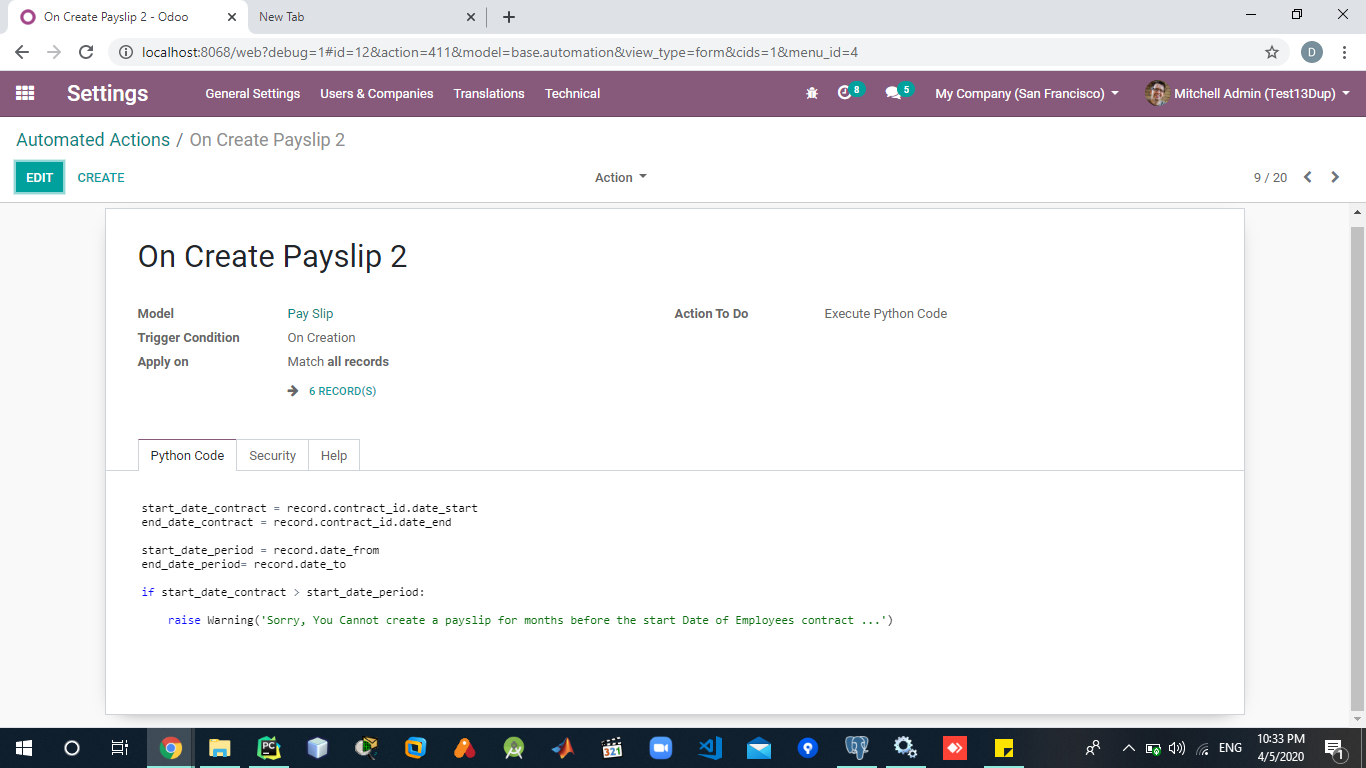 On Create Payslip 2 - Odoo
New Tab
localhost:8068/web?debug=1#id=12&action=411&model=base.automation&view_type=form&cids=1&menu_id=4
D
Settings
General Settings
Users & Companies
Translations
Technical
8
5
My Company (San Francisco)
Mitchell Admin (Test13Dup)
Automated Actions / On Create Payslip 2
EDIT
CREATE
Action
9 / 20
On Create Payslip 2
Model
Pay Slip
Action To Do
Execute Python Code
Trigger Condition
On Creation
Apply on
Match all records
6 RECORD(S)
Python Code
Security
Help
start_date_contract = record.contract_id.date_start
end_date_contract = record.contract_id.date_end
start_date_period = record.date_from
end_date_period= record.date_to
if start_date_contract > start_date_period:
raise Warning('Sorry, You Cannot create a payslip for months before the start Date of Employees contract ...')
PC
321
ENG
10:33 PM
4/5/2020
1